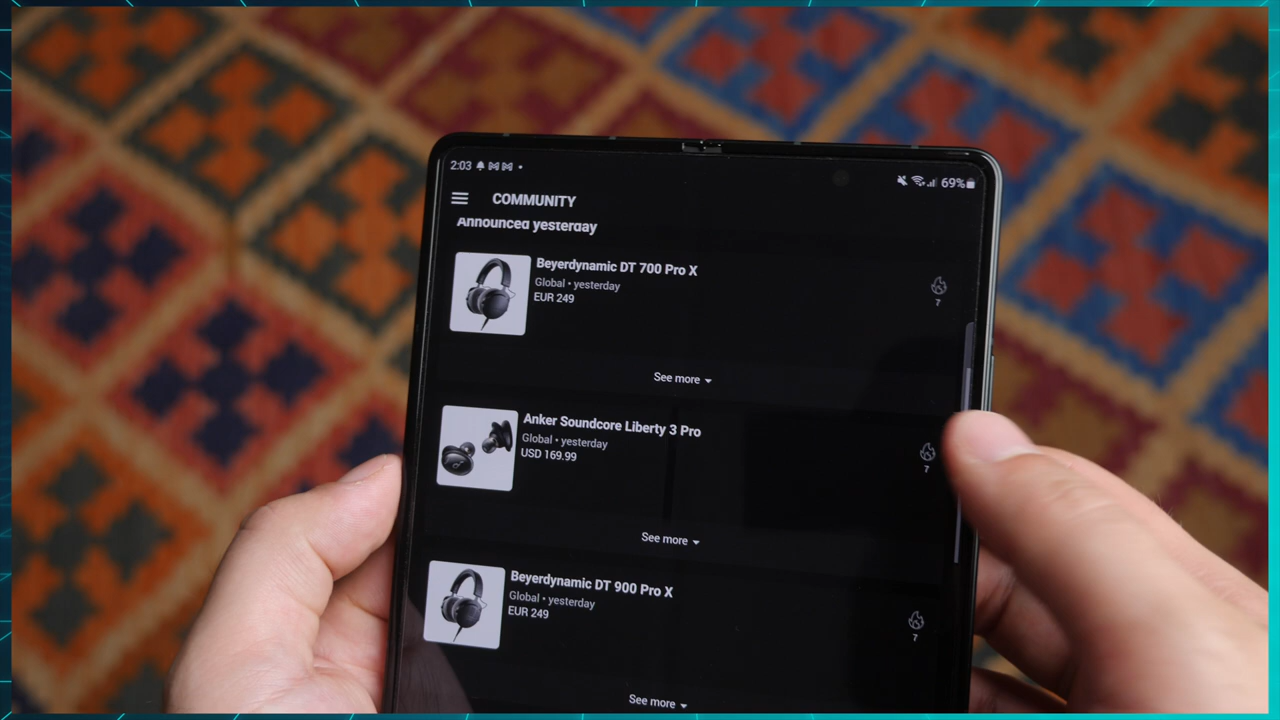 2:03
69%
COMMUNITY
Announced yesterday
Beyerdynamic DT 700 Pro X
Global • yesterday
EUR 249
7
See more
Anker Soundcore Liberty 3 Pro
Global • yesterday
USD 169.99
7
See more
Beyerdynamic DT 900 Pro X
Global • yesterday
EUR 249
7
See more